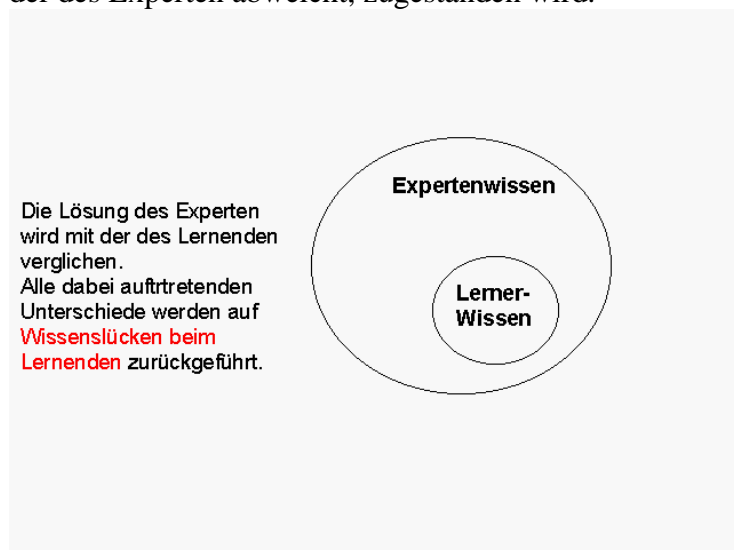 der des Experten abweicht, zugestanden wird.
Die Lösung des Experten
wird mit der des Lernenden
verglichen.
Alle dabei auftrtretenden
Unterschiede werden auf
Wissenslücken beim
Lernenden zurückgeführt.
Expertenwissen
Lerner-
Wissen